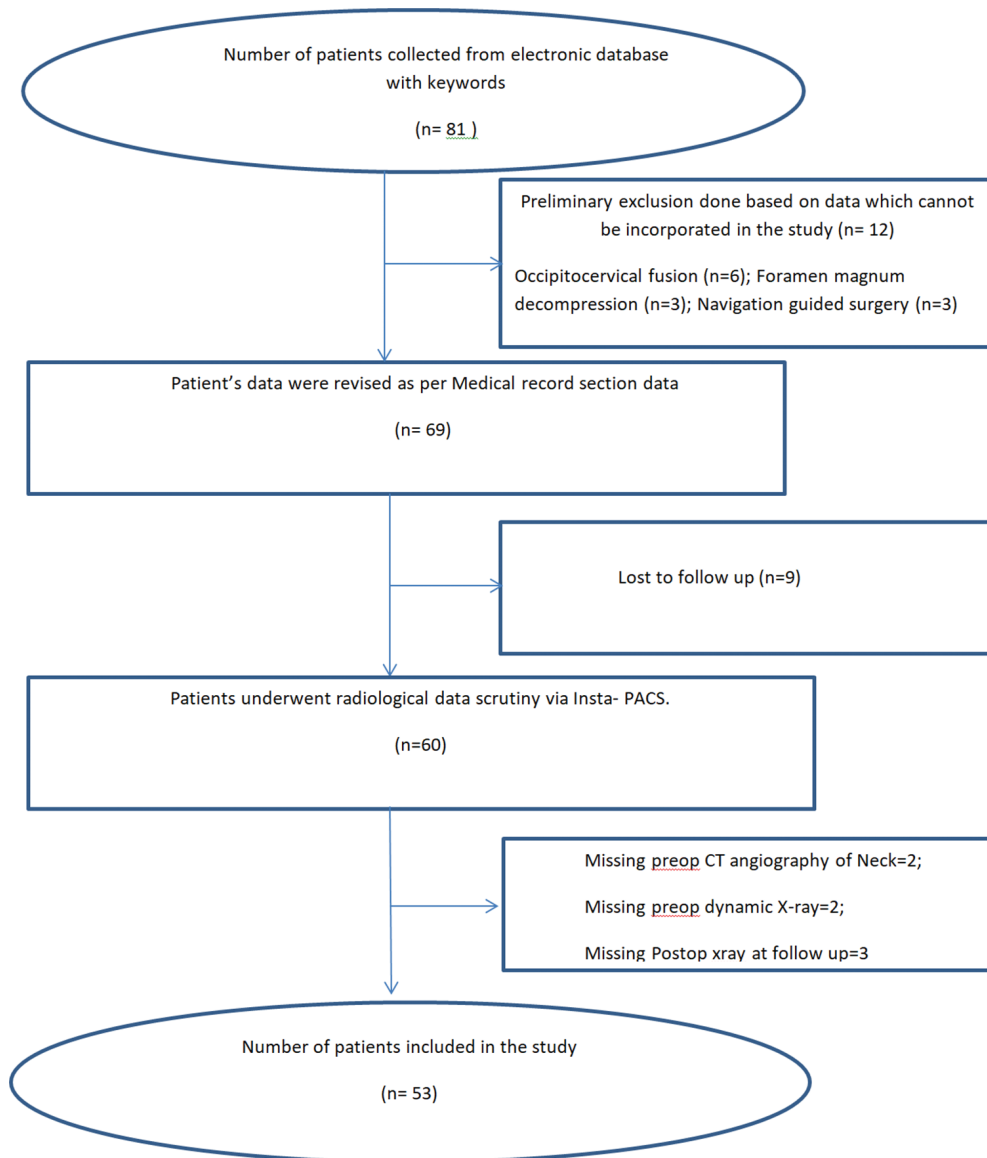 Number of patients collected from electronic database
with keywords
(n= 81 )
Preliminary exclusion done based on data which cannot
be incorporated in the study (n= 12)
Occipitocervical fusion (n=6); Foramen magnum
decompression (n=3); Navigation guided surgery (n=3)
Patient’s data were revised as per Medical record section data
(n= 69)
Lost to follow up (n=9)
Patients underwent radiological data scrutiny via Insta- PACS.
(n=60)
Missing preop CT angiography of Neck=2;
Missing preop dynamic X-ray=2;
Missing Postop xray at follow up=3
Number of patients included in the study
(n= 53)